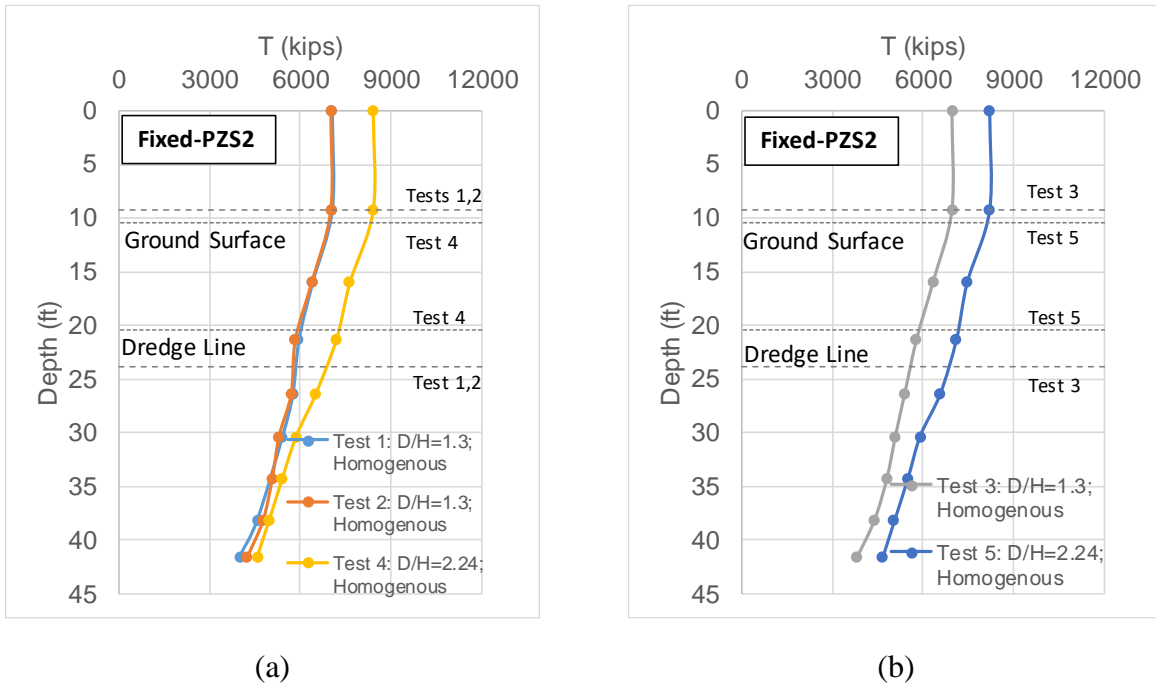 T (kips)
0 3000 6000 9000 12000
0
5
10
15
20
25
30
35
40
45
Depth (ft)
Fixed-PZS2
Tests 1,2
Ground Surface
Test 4
Test 4
Dredge Line
Test 1,2
Test 1: D/H=1.3;
Homogenous
Test 2: D/H=1.3;
Homogenous
Test 4: D/H=2.24;
Homogenous
(a)
T (kips)
0 3000 6000 9000 12000
0
5
10
15
20
25
30
35
40
45
Depth (ft)
Fixed-PZS2
Test 3
Ground Surface
Test 5
Test 5
Dredge Line
Test 3
Test 3: D/H=1.3;
Homogenous
Test 5: D/H=2.24;
Homogenous
(b)